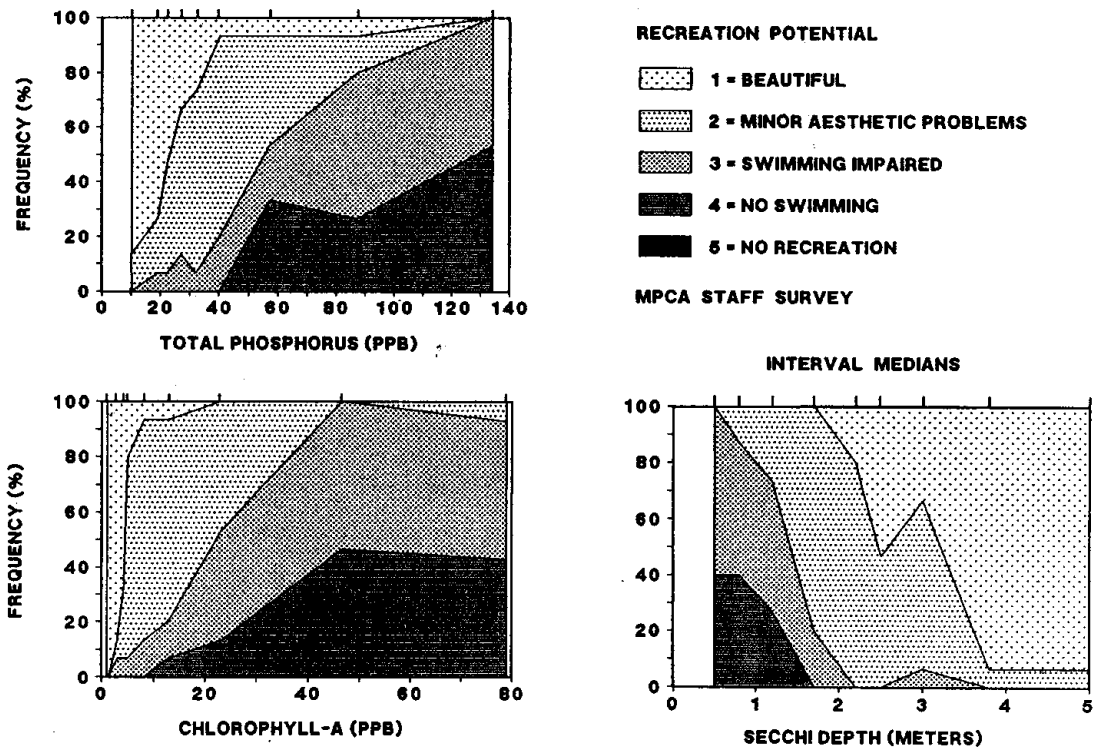 100
80
60
40
20
0
FREQUENCY (%)
0 20 40 60 80 100 120 140
TOTAL PHOSPHORUS (PPB)
RECREATION POTENTIAL
1 = BEAUTIFUL
2 = MINOR AESTHETIC PROBLEMS
3 = SWIMMING IMPAIRED
4 = NO SWIMMING
5 = NO RECREATION
MPCA STAFF SURVEY
100
80
60
40
20
0
FREQUENCY (%)
0 20 40 60 80
CHLOROPHYLL-A (PPB)
INTERVAL MEDIANS
100
80
60
40
20
0
0 1 2 3 4 5
SECCHI DEPTH (METERS)